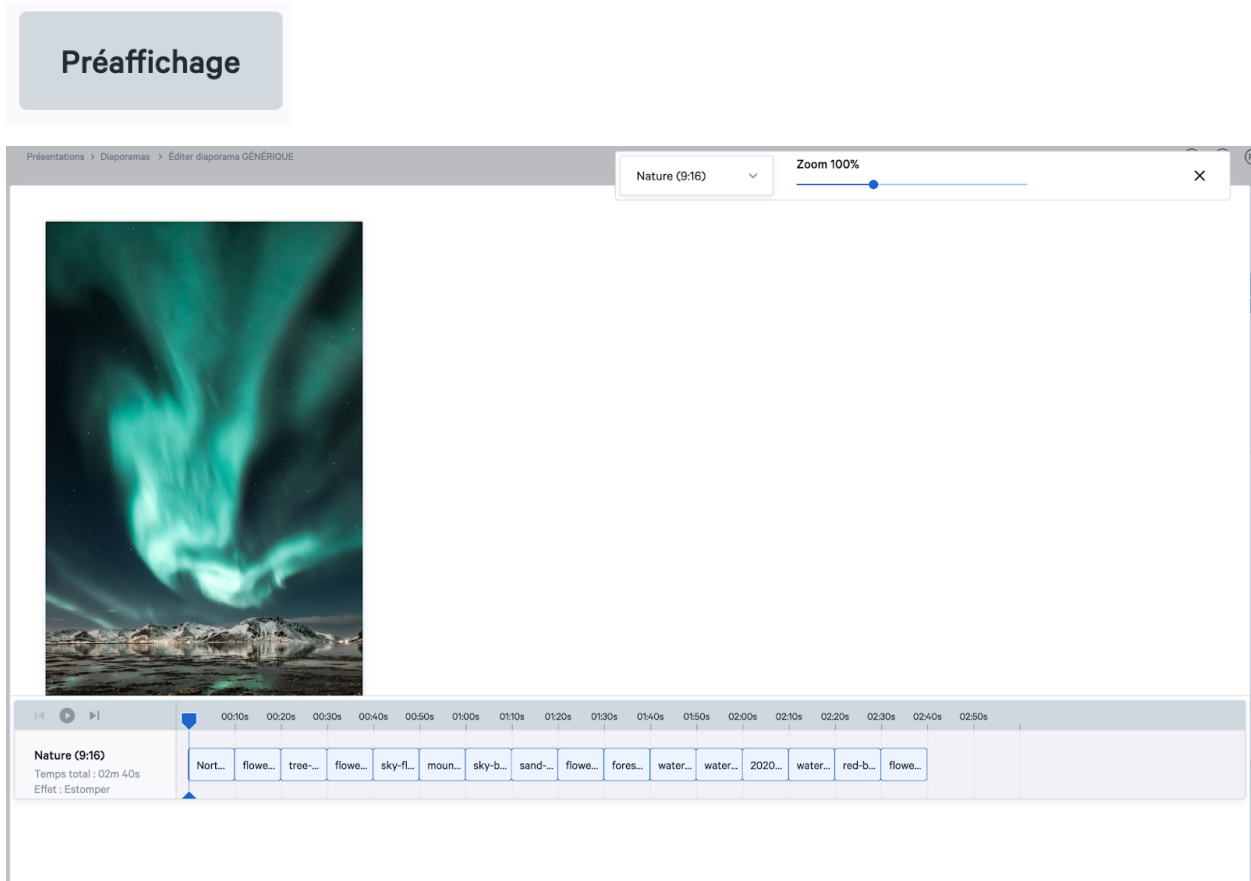 Préaffichage
Présentations > Diaporamas > Éditer diaporama GÉNÉRIQUE
Nature (9:16)
Zoom 100%
00:10s 00:20s 00:30s 00:40s 00:50s 01:00s 01:10s 01:20s 01:30s 01:40s 01:50s 02:00s 02:10s 02:20s 02:30s 02:40s 02:50s
Nature (9:16)
Temps total : 02m 40s
Effet : Estomper
Nort... flowe... tree-... flowe... sky-fl... moun... sky-b... sand-... flowe... fores... water... water... 2020... water... red-b... flowe...